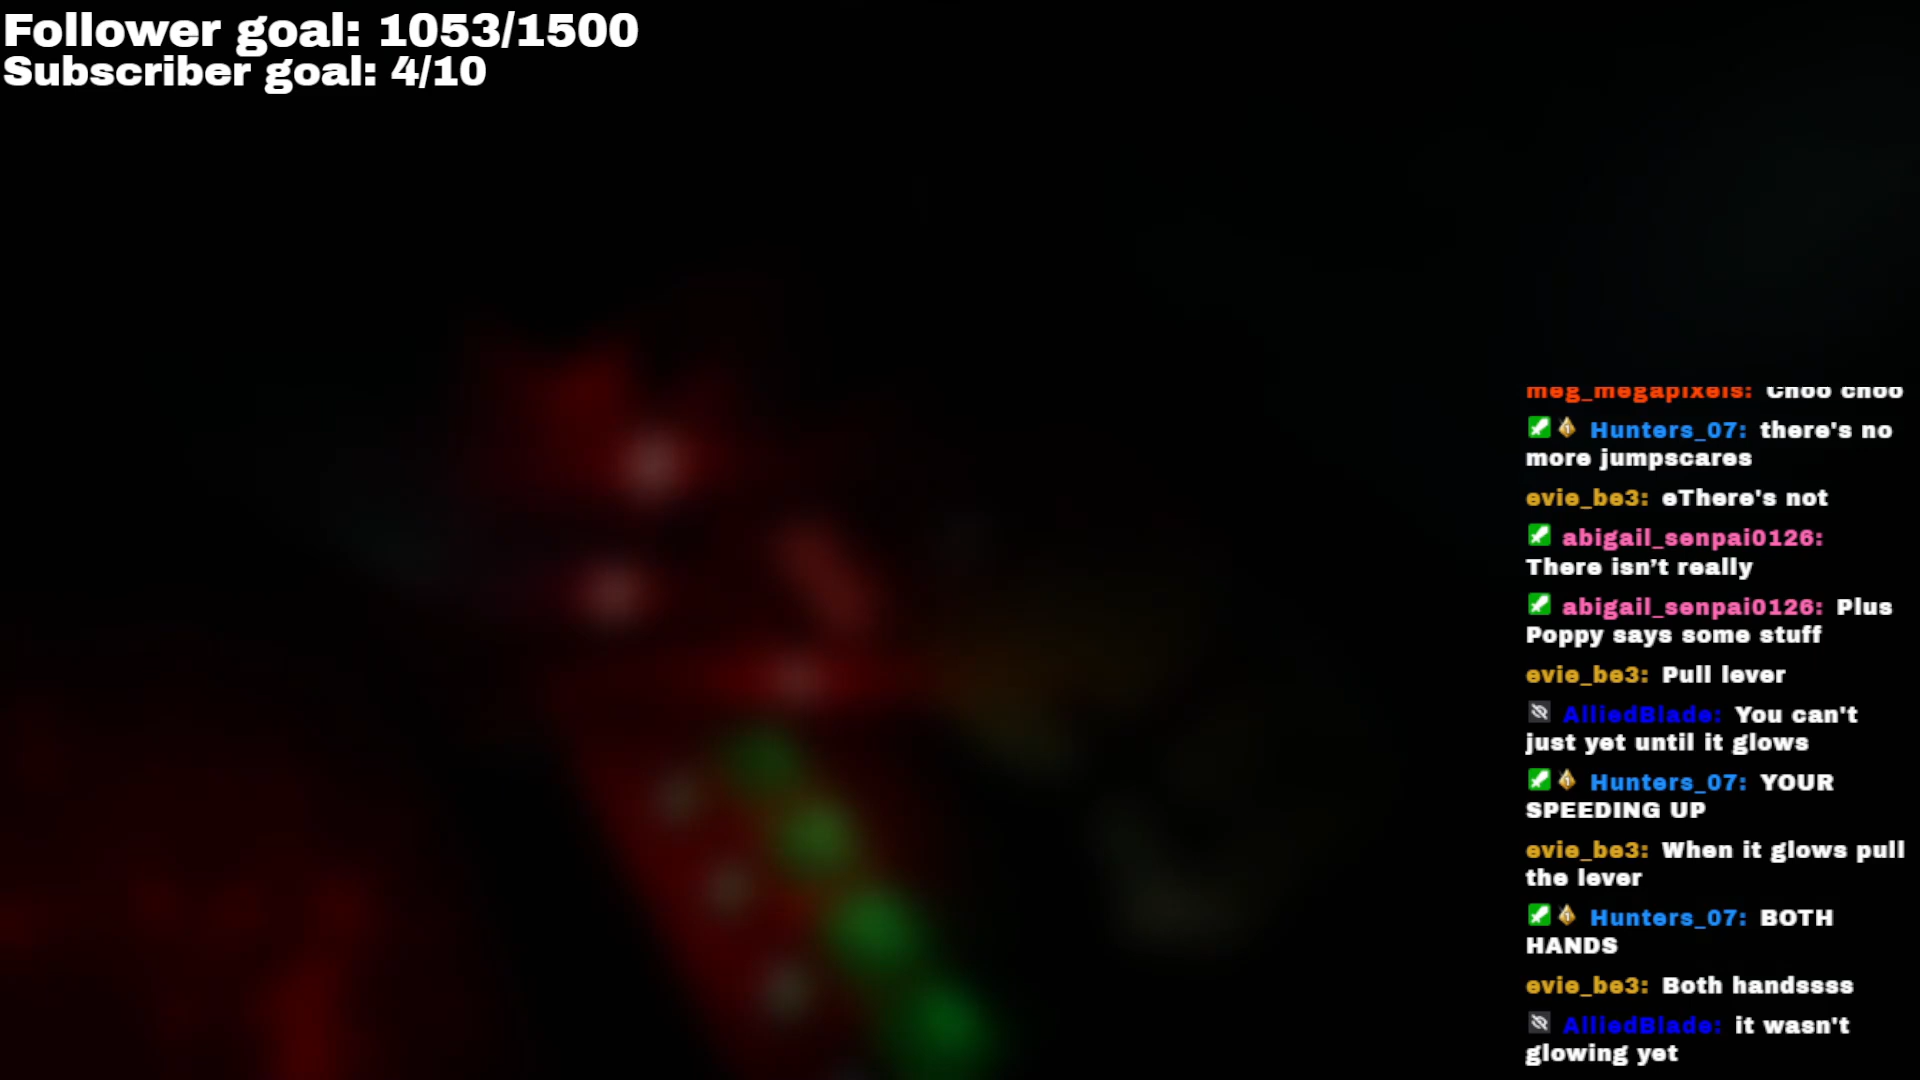 Follower goal: 1053/1500
Subscriber goal: 4/10
meg_megapixels: Choo choo
Hunters_07: there's no
more jumpscares
evie_be3: eThere's not
abigail_senpai0126:
There isn’t really
abigail_senpai0126: Plus
Poppy says some stuff
evie_be3: Pull lever
AlliedBlade: You can't
just yet until it glows
Hunters_07: YOUR
SPEEDING UP
evie_be3: When it glows pull
the lever
Hunters_07: BOTH
HANDS
evie_be3: Both handssss
AlliedBlade: it wasn't
glowing yet